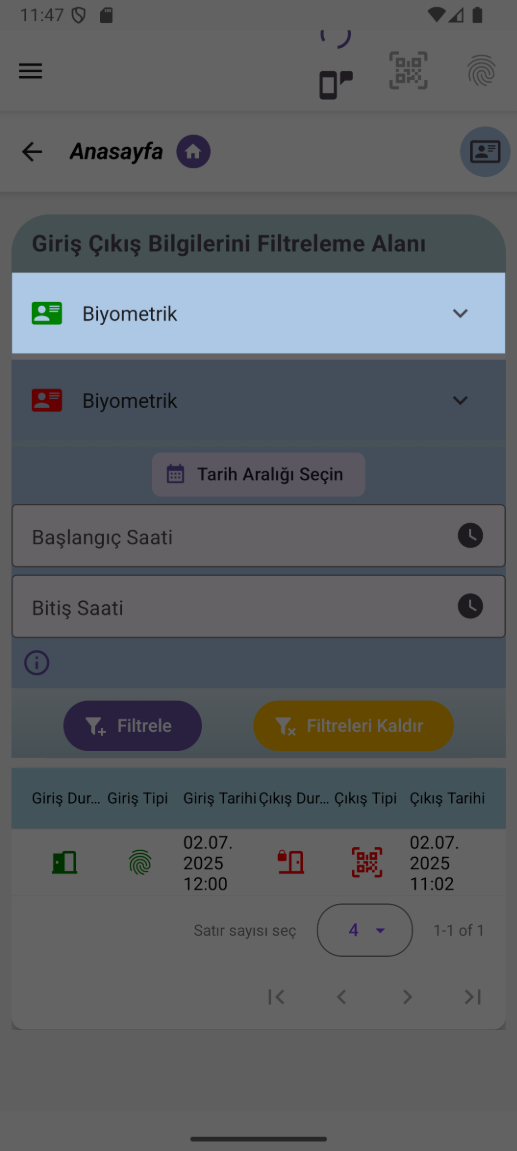 11:47
Anasayfa
Giriş Çıkış Bilgilerini Filtreleme Alanı
Biyometrik
Biyometrik
Tarih Aralığı Seçin
Başlangıç Saati
Bitiş Saati
Filtrele
Filtreleri Kaldır
Giriş Dur... Giriş Tipi Giriş Tarihi Çıkış Dur... Çıkış Tipi Çıkış Tarihi
02.07.
2025
12:00
02.07.
2025
11:02
Satır sayısı seç 4 1-1 of 1